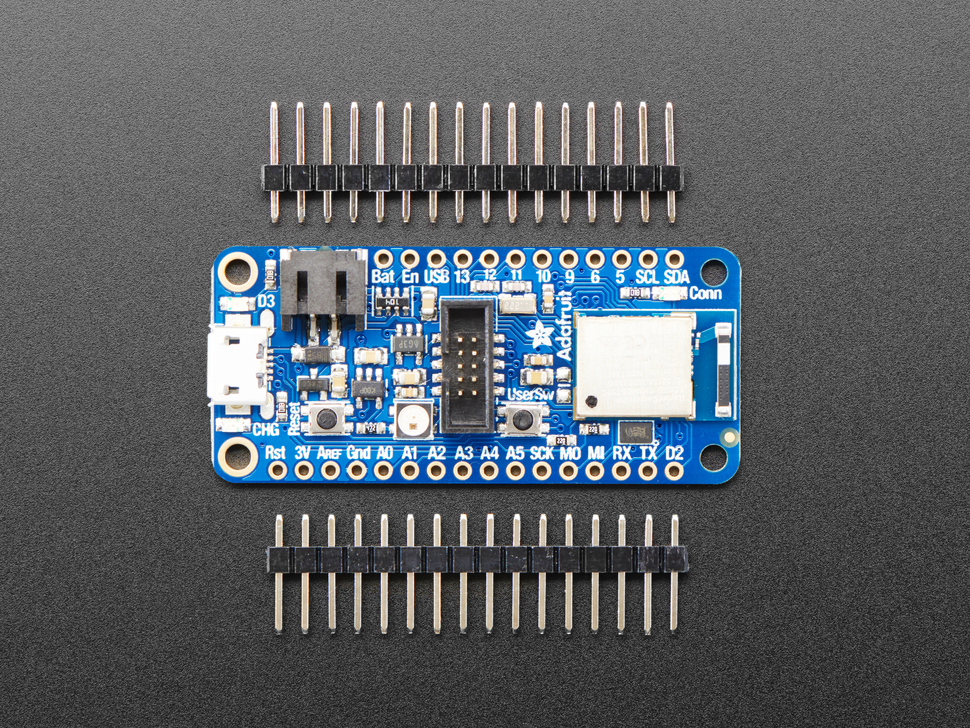 Bat En USB 13 12 11 10 9 6 5 SCL SDA
D3
Conn
104
Adafruit
UserSw
Reset
CHG
Rst 3V AREF Gnd A0 A1 A2 A3 A4 A5 SCK MO MI RX TX D2